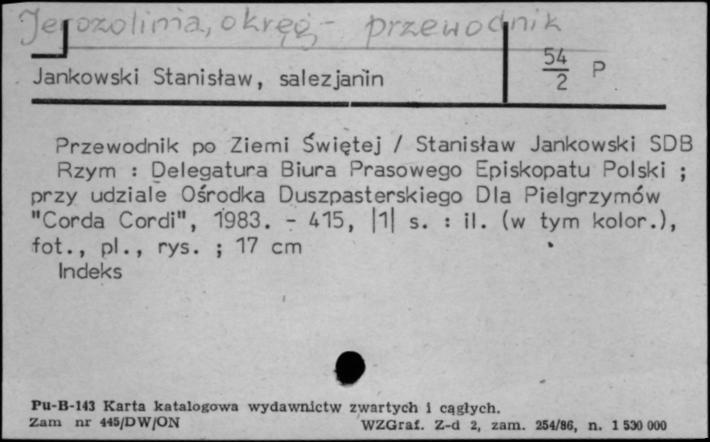 Jerozolima, okręg, - przewodnik
Jankowski Stanisław, salezjanin
54
2 P
Przewodnik po Ziemi Świętej / Stanisław Jankowski SDB
Rzym : Delegatura Biura Prasowego Episkopatu Polski ;
przy udziale Ośrodka Duszpasterskiego Dla Pielgrzymów
"Corda Cordi", 1983. - 415, |1| s. : il. (w tym kolor.),
fot., pl., rys. ; 17 cm
Indeks
Pu-B-143 Karta katalogowa wydawnictw zwartych i ciągłych.
Zam nr 445/DW/ON WZGraf. Z-d 2, zam. 254/86, n. 1 530 000